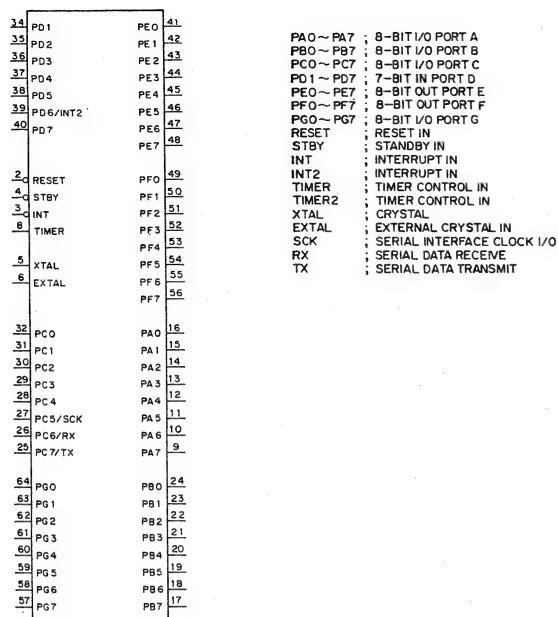 34 PD1 PE0 41
35 PD2 PE1 42
36 PD3 PE2 43
37 PD4 PE3 44
38 PD5 PE4 45
39 PD6/INT2 PE5 46
40 PD7 PE6 47
PE7 48
2 RESET PF0 49
4 STBY PF1 50
3 INT PF2 51
8 TIMER PF3 52
PF4 53
5 XTAL PF5 54
6 EXTAL PF6 55
PF7 56
32 PC0 PA0 16
31 PC1 PA1 15
30 PC2 PA2 14
29 PC3 PA3 13
28 PC4 PA4 12
27 PC5/SCK PA5 11
26 PC6/RX PA6 10
25 PC7/TX PA7 9
64 PG0 PB0 24
63 PG1 PB1 23
62 PG2 PB2 22
61 PG3 PB3 21
60 PG4 PB4 20
59 PG5 PB5 19
58 PG6 PB6 18
57 PG7 PB7 17
PA0~PA7 ; 8-BIT I/O PORT A
PB0~PB7 ; 8-BIT I/O PORT B
PC0~PC7 ; 8-BIT I/O PORT C
PD1~PD7 ; 7-BIT IN PORT D
PE0~PE7 ; 8-BIT OUT PORT E
PF0~PF7 ; 8-BIT OUT PORT F
PG0~PG7 ; 8-BIT I/O PORT G
RESET ; RESET IN
STBY ; STANDBY IN
INT ; INTERRUPT IN
INT2 ; INTERRUPT IN
TIMER ; TIMER CONTROL IN
TIMER2 ; TIMER CONTROL IN
XTAL ; CRYSTAL
EXTAL ; EXTERNAL CRYSTAL IN
SCK ; SERIAL INTERFACE CLOCK I/O
RX ; SERIAL DATA RECEIVE
TX ; SERIAL DATA TRANSMIT